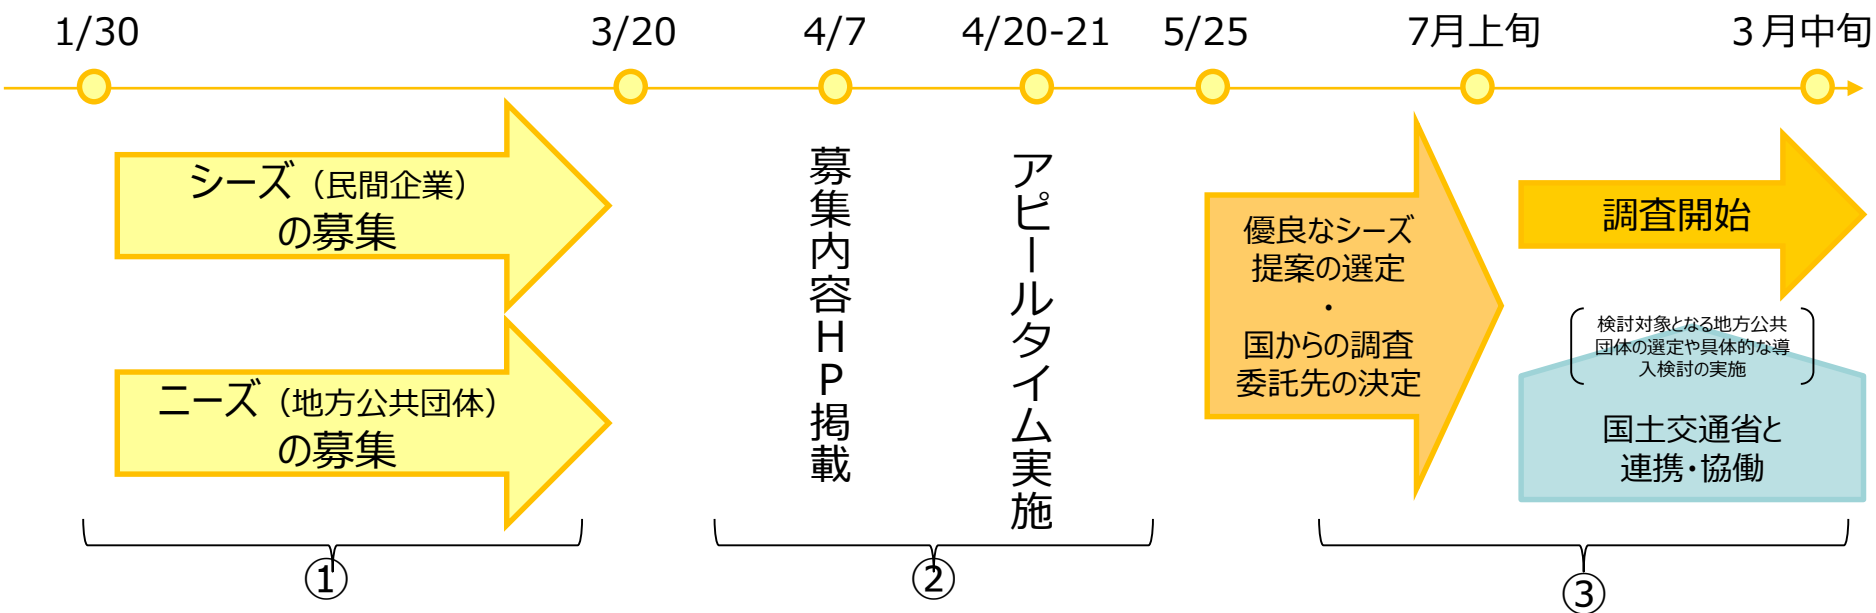 1/30
3/20
4/7
4/20-21
5/25
7月上旬
３月中旬
シーズ（民間企業）
の募集
ニーズ（地方公共団体）
の募集
募集内容ＨＰ掲載
アピールタイム実施
優良なシーズ
提案の選定
・
国からの調査
委託先の決定
調査開始
検討対象となる地方公共
団体の選定や具体的な導
入検討の実施
国土交通省と
連携・協働
①
②
③